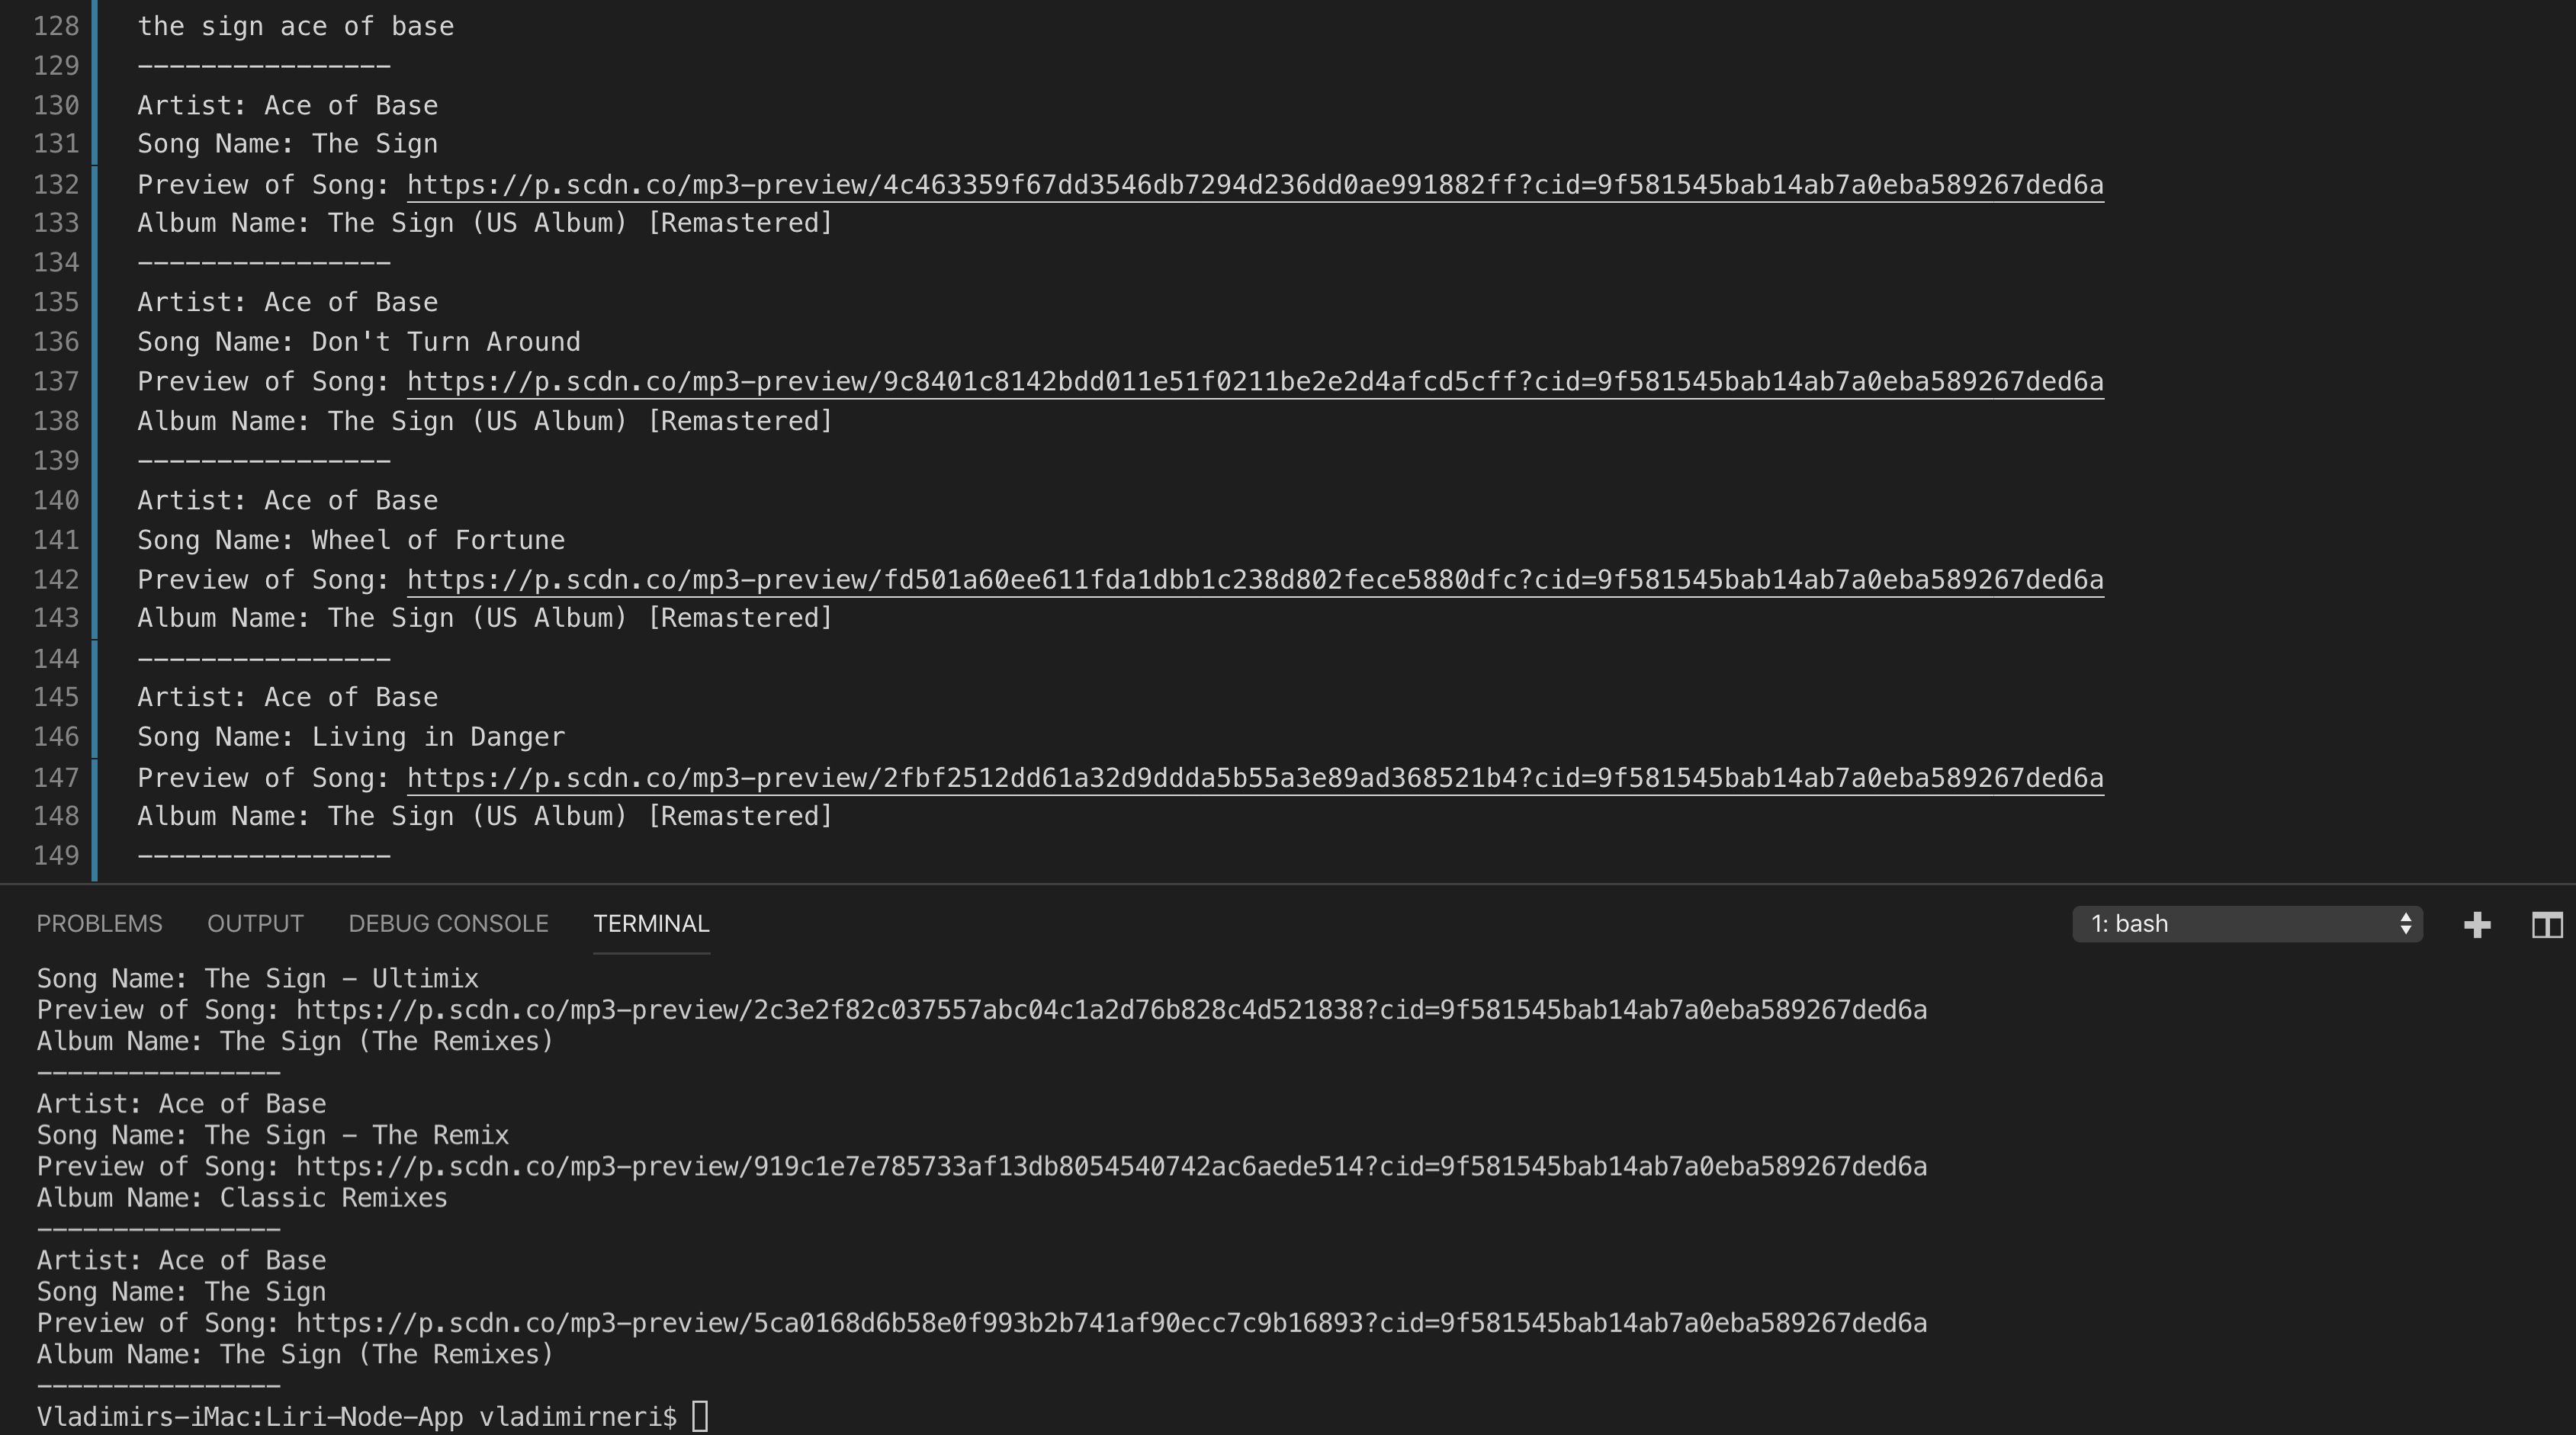 128 the sign ace of base
129 ----------------
130 Artist: Ace of Base
131 Song Name: The Sign
132 Preview of Song: https://p.scdn.co/mp3-preview/4c463359f67dd3546db7294d236dd0ae991882ff?cid=9f581545bab14ab7a0eba589267ded6a
133 Album Name: The Sign (US Album) [Remastered]
134 ----------------
135 Artist: Ace of Base
136 Song Name: Don't Turn Around
137 Preview of Song: https://p.scdn.co/mp3-preview/9c8401c8142bdd011e51f0211be2e2d4afcd5cff?cid=9f581545bab14ab7a0eba589267ded6a
138 Album Name: The Sign (US Album) [Remastered]
139 ----------------
140 Artist: Ace of Base
141 Song Name: Wheel of Fortune
142 Preview of Song: https://p.scdn.co/mp3-preview/fd501a60ee611fda1dbb1c238d802fece5880dfc?cid=9f581545bab14ab7a0eba589267ded6a
143 Album Name: The Sign (US Album) [Remastered]
144 ----------------
145 Artist: Ace of Base
146 Song Name: Living in Danger
147 Preview of Song: https://p.scdn.co/mp3-preview/2fbf2512dd61a32d9ddda5b55a3e89ad368521b4?cid=9f581545bab14ab7a0eba589267ded6a
148 Album Name: The Sign (US Album) [Remastered]
149 ----------------
PROBLEMS OUTPUT DEBUG CONSOLE TERMINAL 1: bash
Song Name: The Sign - Ultimix
Preview of Song: https://p.scdn.co/mp3-preview/2c3e2f82c037557abc04c1a2d76b828c4d521838?cid=9f581545bab14ab7a0eba589267ded6a
Album Name: The Sign (The Remixes)
----------------
Artist: Ace of Base
Song Name: The Sign - The Remix
Preview of Song: https://p.scdn.co/mp3-preview/919c1e7e785733af13db8054540742ac6aede514?cid=9f581545bab14ab7a0eba589267ded6a
Album Name: Classic Remixes
----------------
Artist: Ace of Base
Song Name: The Sign
Preview of Song: https://p.scdn.co/mp3-preview/5ca0168d6b58e0f993b2b741af90ecc7c9b16893?cid=9f581545bab14ab7a0eba589267ded6a
Album Name: The Sign (The Remixes)
----------------
Vladimirs-iMac:Liri-Node-App vladimirneri$